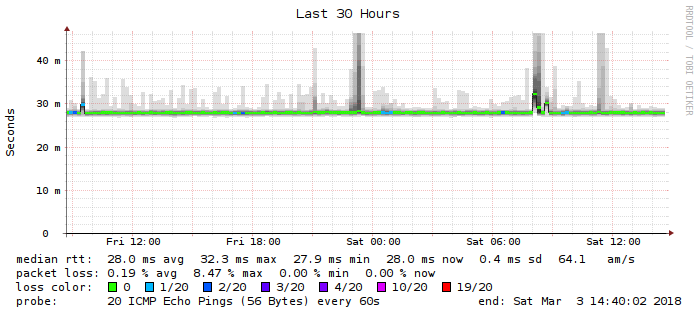 Last 30 Hours
RRDTOOL / TOBI OETIKER
Seconds
40 m
30 m
20 m
10 m
0
Fri 12:00 Fri 18:00 Sat 00:00 Sat 06:00 Sat 12:00
median rtt: 28.0 ms avg 32.3 ms max 27.9 ms min 28.0 ms now 0.4 ms sd 64.1 am/s
packet loss: 0.19 % avg 8.47 % max 0.00 % min 0.00 % now
loss color: 0 1/20 2/20 3/20 4/20 10/20 19/20
probe: 20 ICMP Echo Pings (56 Bytes) every 60s end: Sat Mar 3 14:40:02 2018